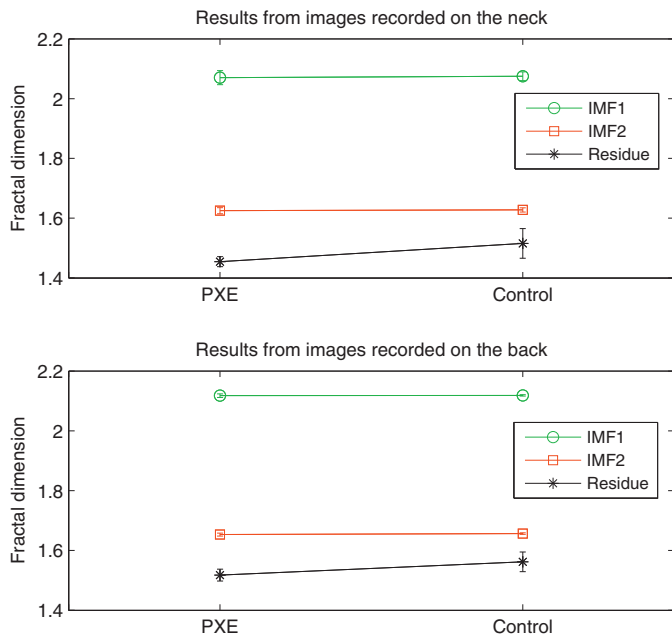 Results from images recorded on the neck
2.2
2
1.8
1.6
1.4
Fractal dimension
IMF1
IMF2
Residue
PXE
Control
Results from images recorded on the back
2.2
2
1.8
1.6
1.4
Fractal dimension
IMF1
IMF2
Residue
PXE
Control